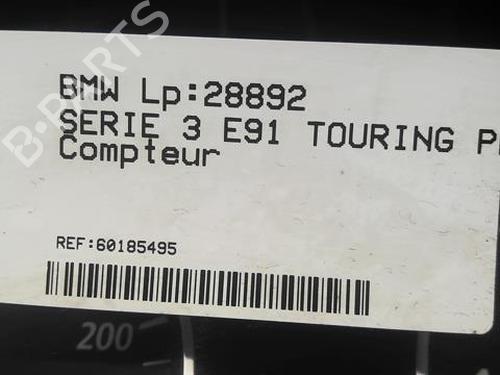 BMW Lp:28892
SERIE 3 E91 TOURING
Compteur
REF:60185495
200
B-PARTS